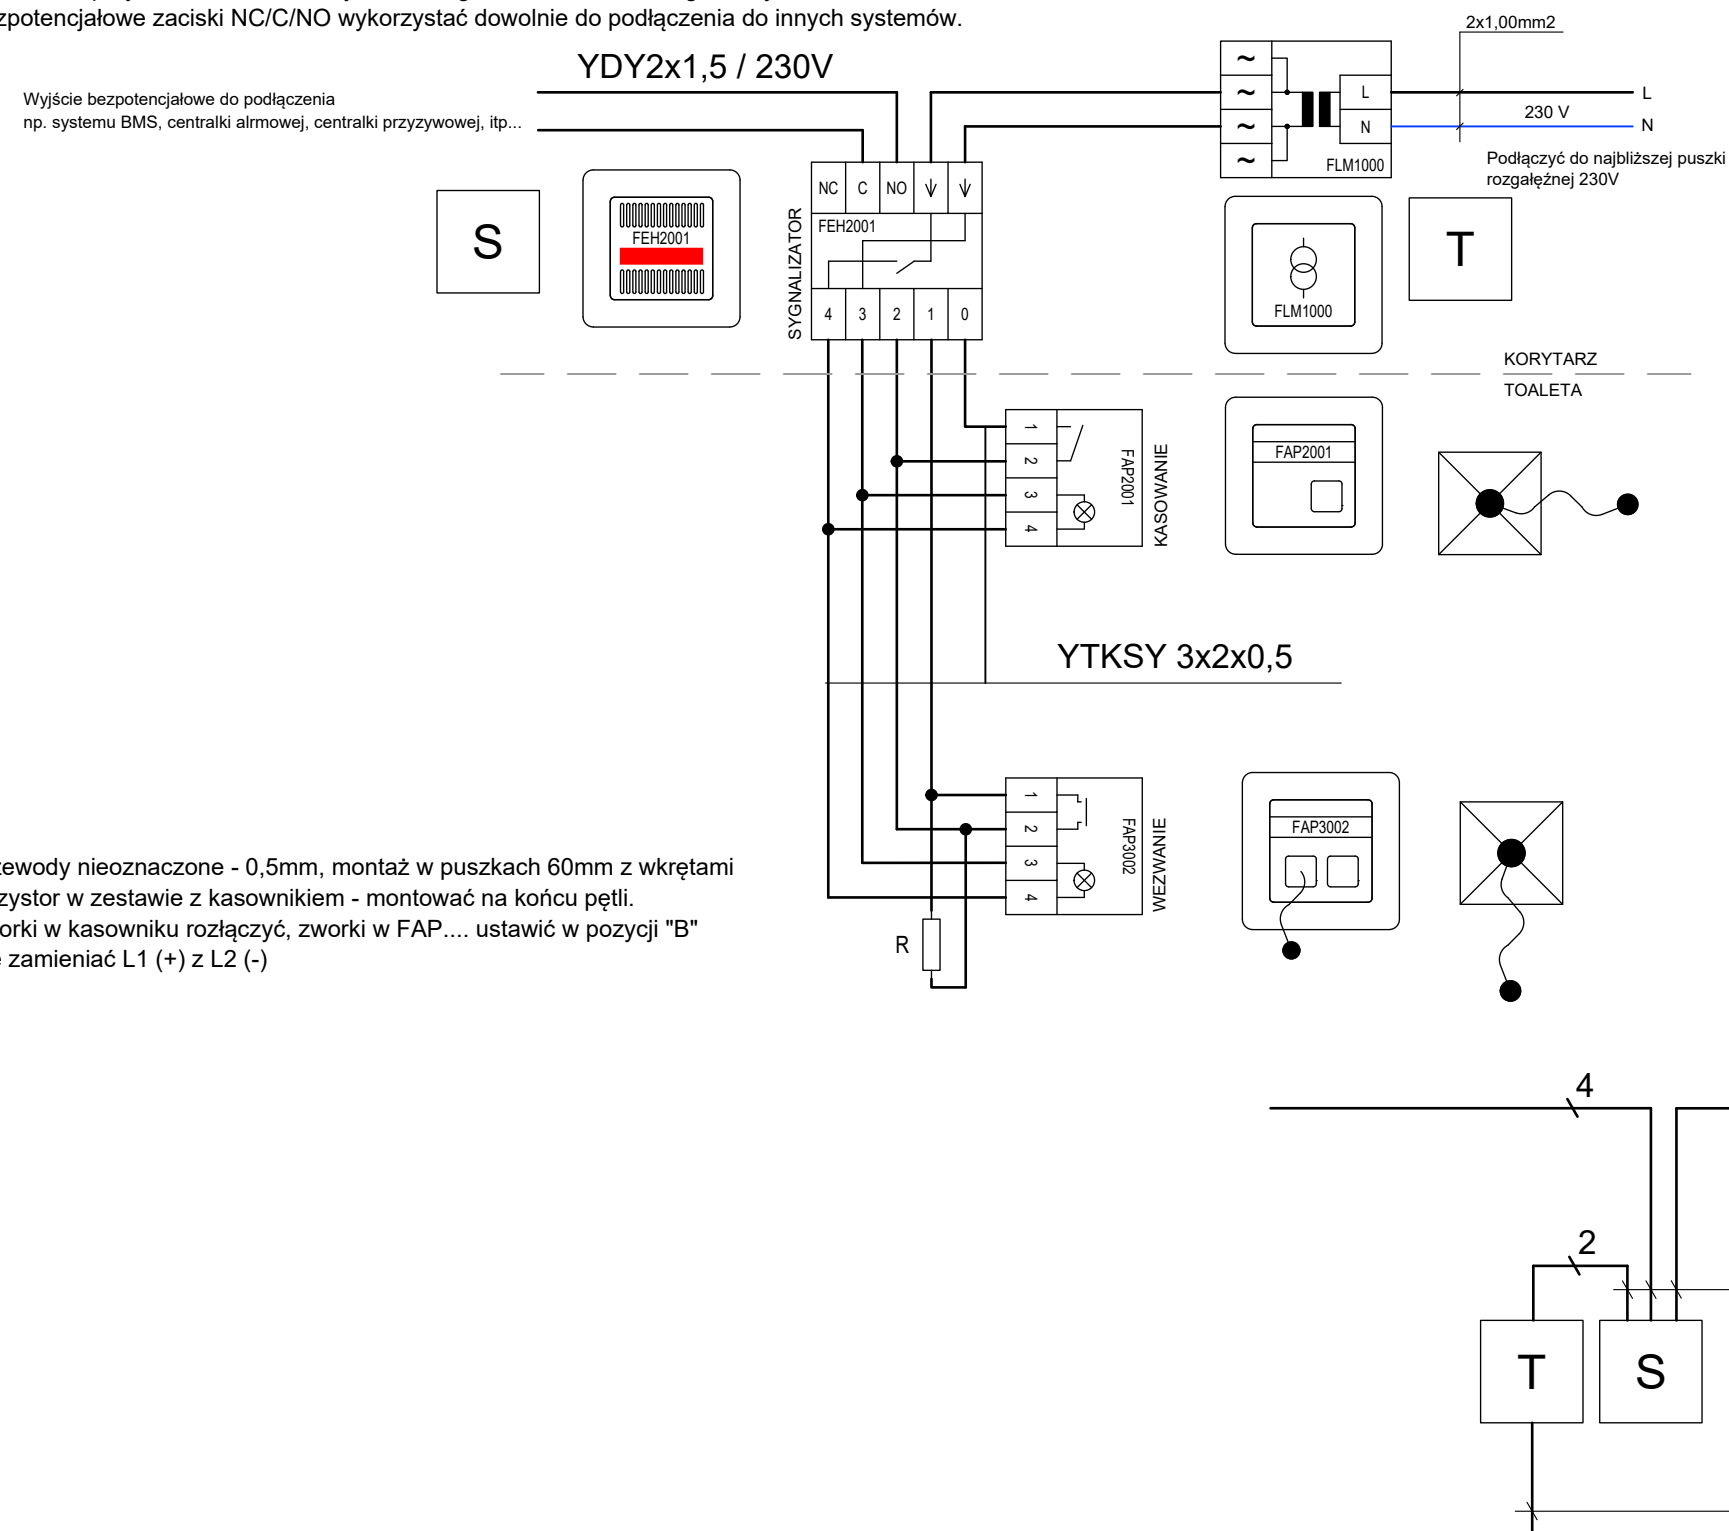 zpotencjałowe zaciski NC/C/NO wykorzystać dowolnie do podłączenia do innych systemów.
2x1,00mm2
YDY2x1,5 / 230V
Wyjście bezpotencjałowe do podłączenia
np. systemu BMS, centralki alrmowej, centralki przyzywowej, itp...
~
~ L
~ N
~ FLM1000
230 V
L
N
Podłączyć do najbliższej puszki
rozgałęźnej 230V
NC C NO
FEH2001
4 3 2 1 0
SYGNALIZATOR
S
FEH2001
FLM1000
T
KORYTARZ
TOALETA
1
2
3
4
FAP2001
KASOWANIE
FAP2001
YTKSY 3x2x0,5
1
2
3
4
FAP3002
WEZWANIE
FAP3002
R
zewody nieoznaczone - 0,5mm, montaż w puszkach 60mm z wkrętami
zystor w zestawie z kasownikiem - montować na końcu pętli.
orki w kasowniku rozłączyć, zworki w FAP.... ustawić w pozycji "B"
zamieniać L1 (+) z L2 (-)
4
2
T
S